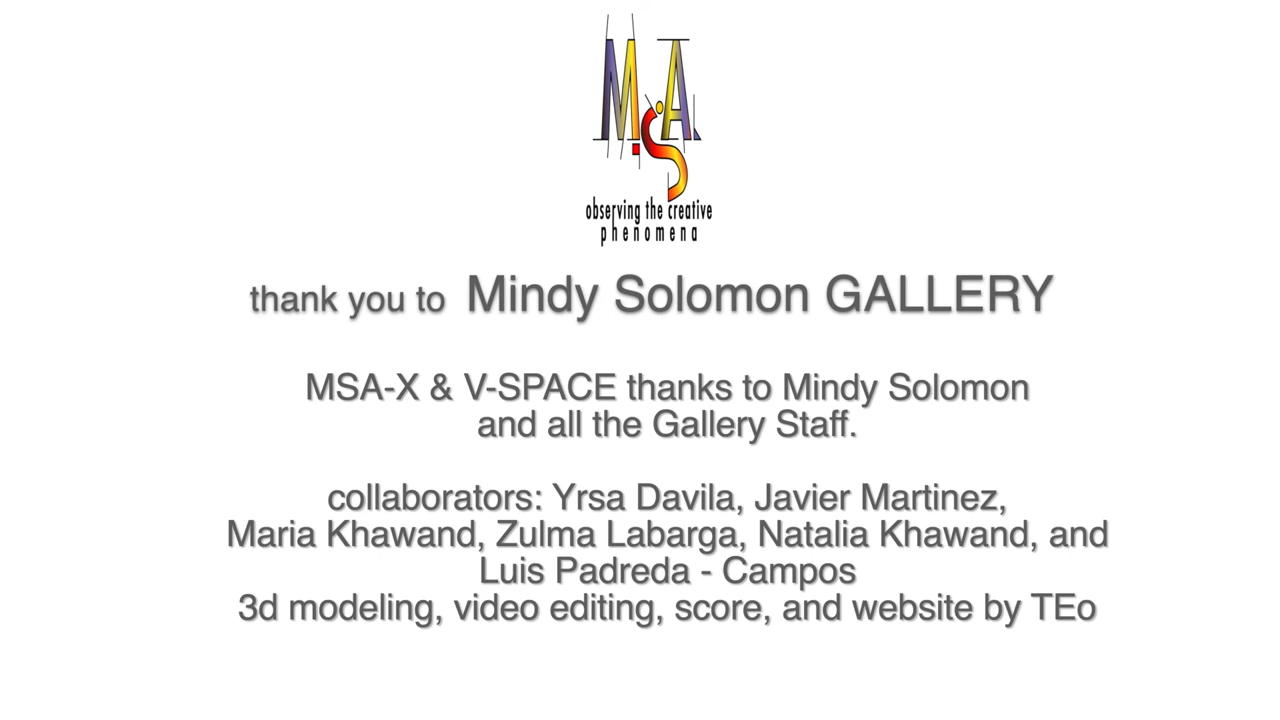 MSA
observing the creative
phenomena
thank you to Mindy Solomon GALLERY
MSA-X & V-SPACE thanks to Mindy Solomon
and all the Gallery Staff.
collaborators: Yrsa Davila, Javier Martinez,
Maria Khawand, Zulma Labarga, Natalia Khawand, and
Luis Padreda - Campos
3d modeling, video editing, score, and website by TEo